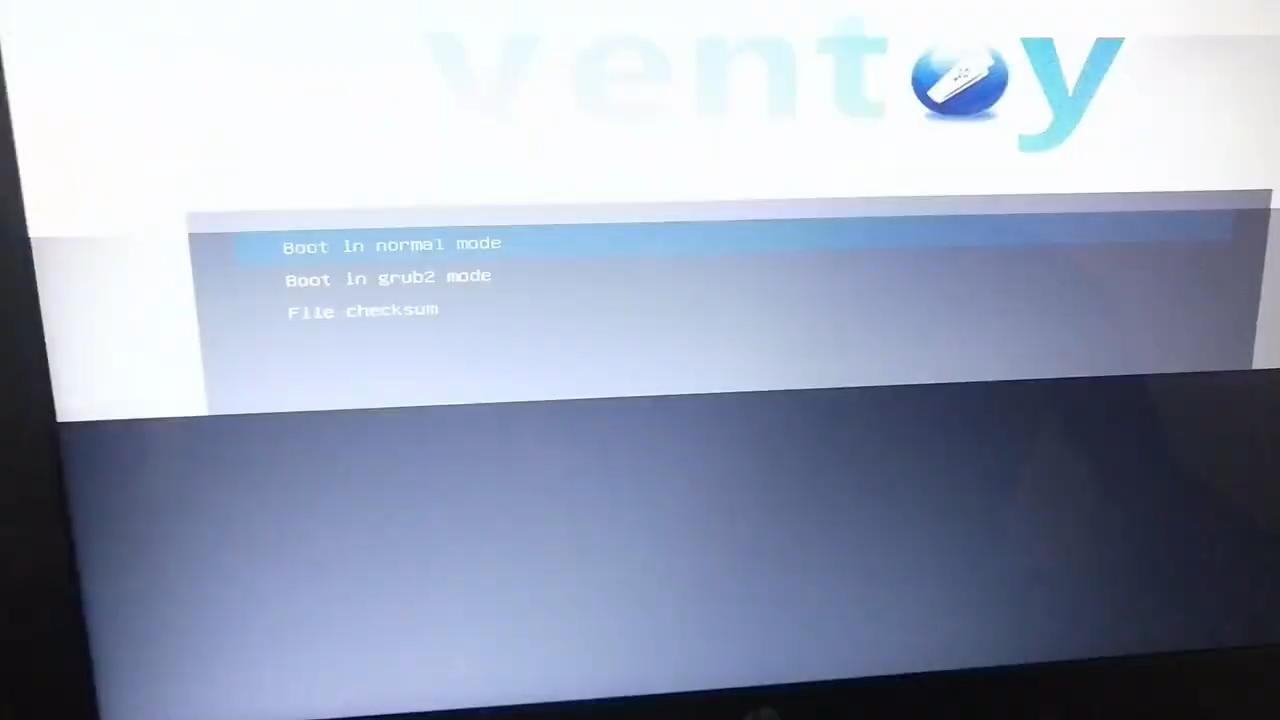 ventoy
Boot in normal mode
Boot in grub2 mode
File checksum